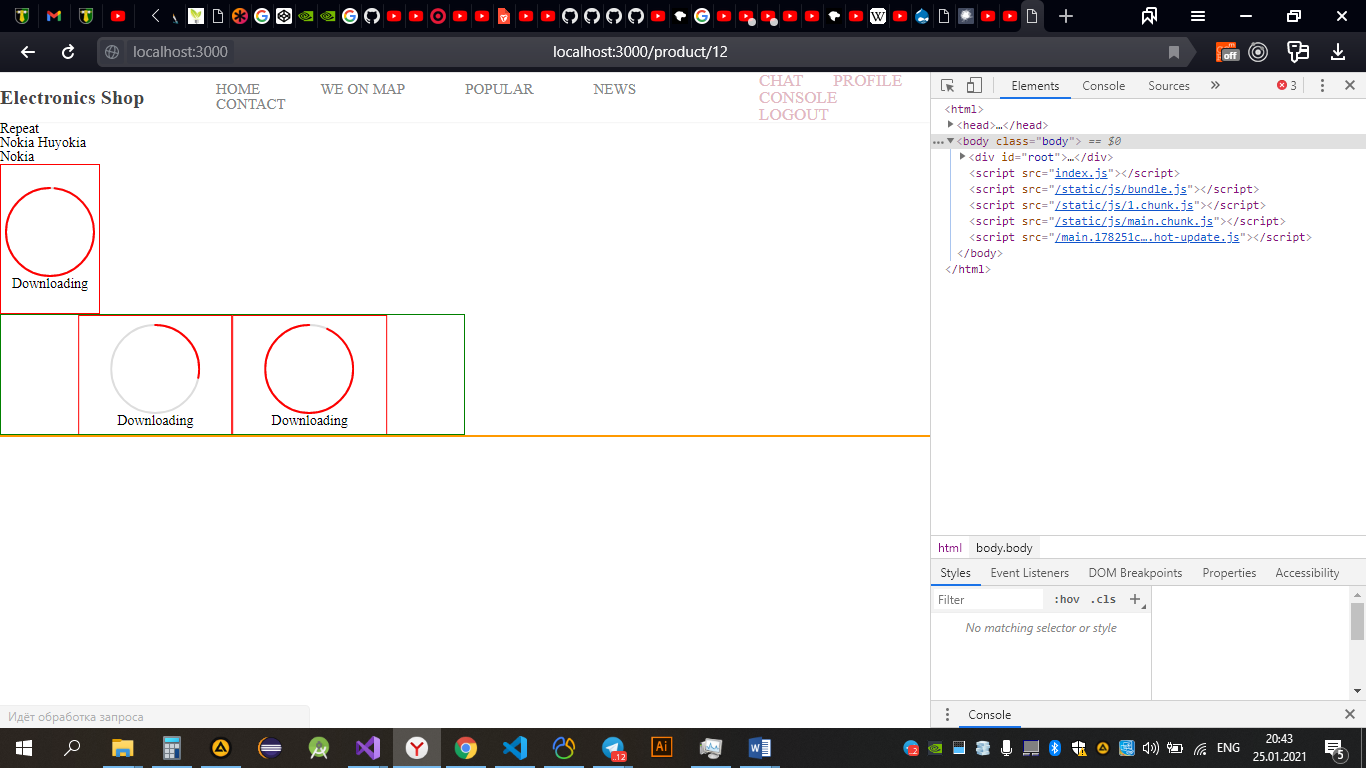 localhost:3000
localhost:3000/product/12
off
Electronics Shop
HOME
WE ON MAP
POPULAR
NEWS
CONTACT
CHAT PROFILE
CONSOLE
LOGOUT
Repeat
Nokia Huyokia
Nokia
Downloading
Downloading
Downloading
Идёт обработка запроса
Elements Console Sources » 3
<html>
<head>…</head>
<body class="body"> == $0
<div id="root">…</div>
<script src="index.js"></script>
<script src="/static/js/bundle.js"></script>
<script src="/static/js/1.chunk.js"></script>
<script src="/static/js/main.chunk.js"></script>
<script src="/main.178251c….hot-update.js"></script>
</body>
</html>
html body.body
Styles Event Listeners DOM Breakpoints Properties Accessibility
Filter :hov .cls +
No matching selector or style
Console
Ai
..12
ENG
20:43
25.01.2021
5